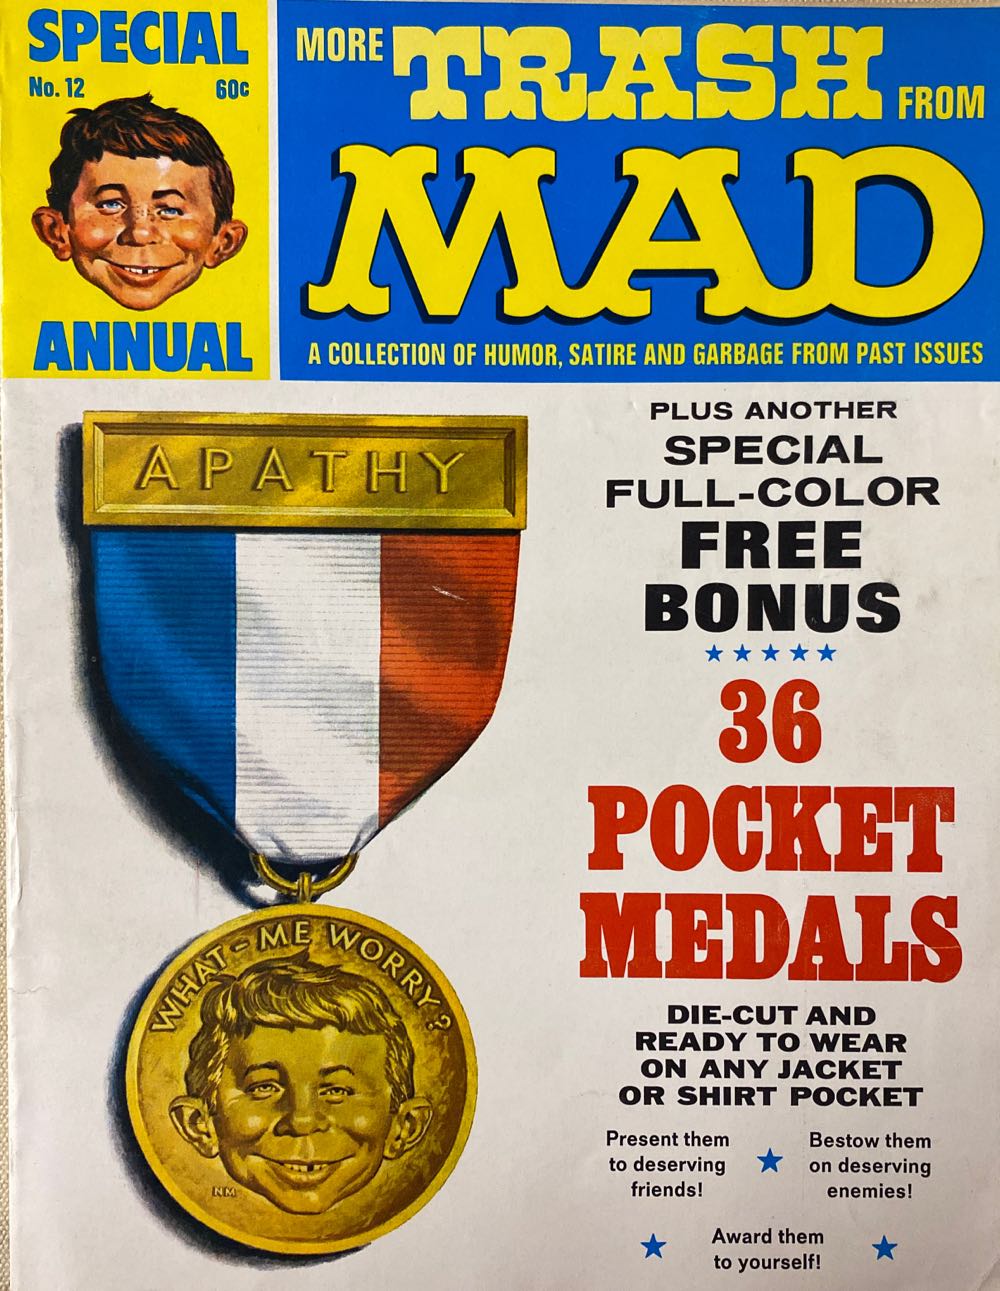 SPECIAL
No. 12 60c
ANNUAL
MORE TRASH FROM
MAD
A COLLECTION OF HUMOR, SATIRE AND GARBAGE FROM PAST ISSUES
APATHY
WHAT-ME WORRY?
NM
PLUS ANOTHER
SPECIAL
FULL-COLOR
FREE
BONUS
36
POCKET
MEDALS
DIE-CUT AND
READY TO WEAR
ON ANY JACKET
OR SHIRT POCKET
Present them
to deserving
friends!
Bestow them
on deserving
enemies!
Award them
to yourself!